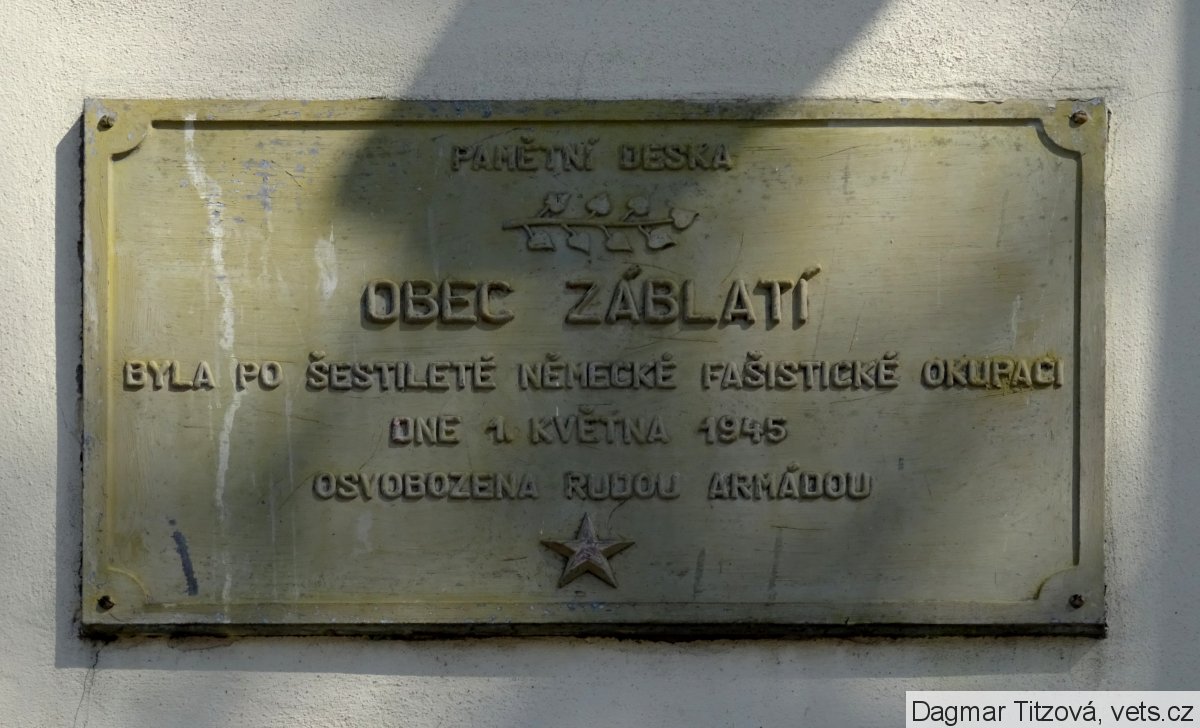 PAMĚTNÍ DESKA
OBEC ZÁBLATÍ
BYLA PO ŠESTILETÉ NĚMECKÉ FAŠISTICKÉ OKUPACI
DNE 1. KVĚTNA 1945
OSVOBOZENA RUDOU ARMÁDOU
Dagmar Titzová, vets.cz